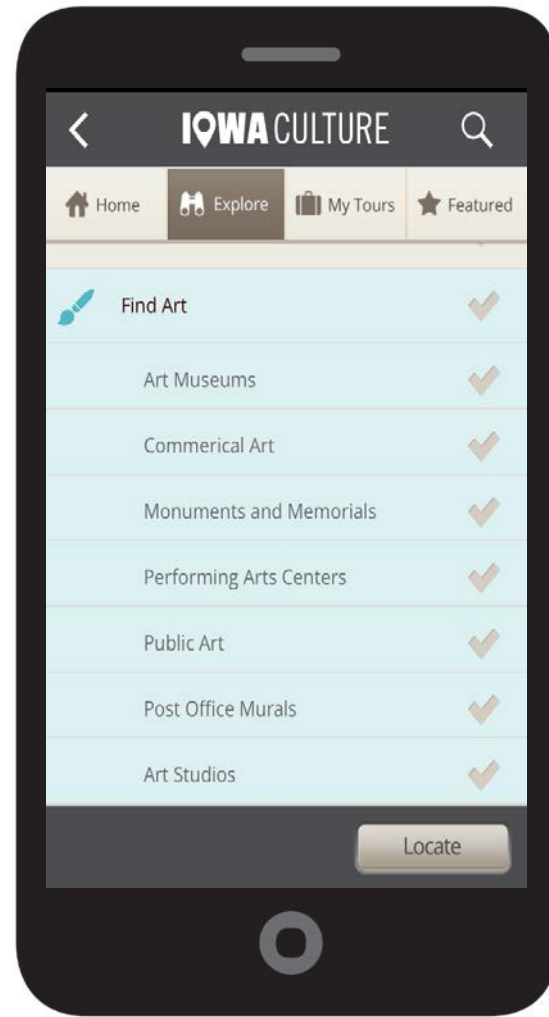 IOWA CULTURE
Home Explore My Tours Featured
Find Art
Art Museums
Commerical Art
Monuments and Memorials
Performing Arts Centers
Public Art
Post Office Murals
Art Studios
Locate